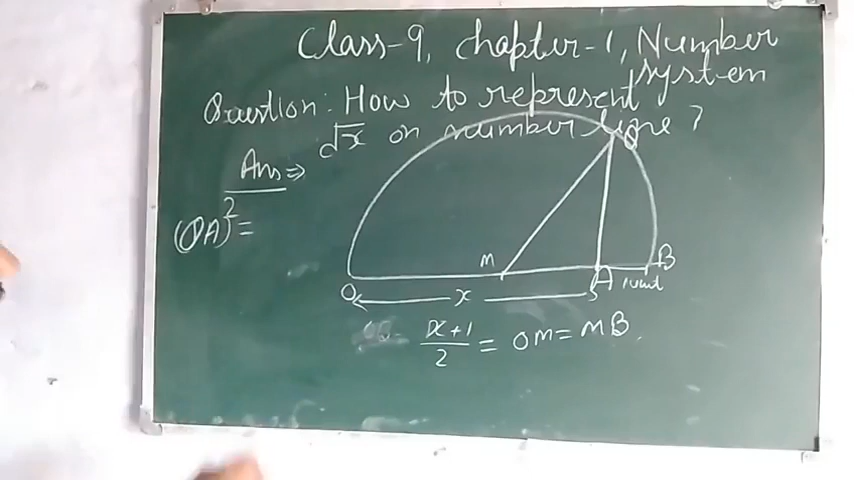 Class-9, Chapter-1, Number
system
Question: How to represent
√x on number line ?
Ans ⇒
(DA)² =
M
O
x
A
1 unit
B
x+1/2 = OM = MB.